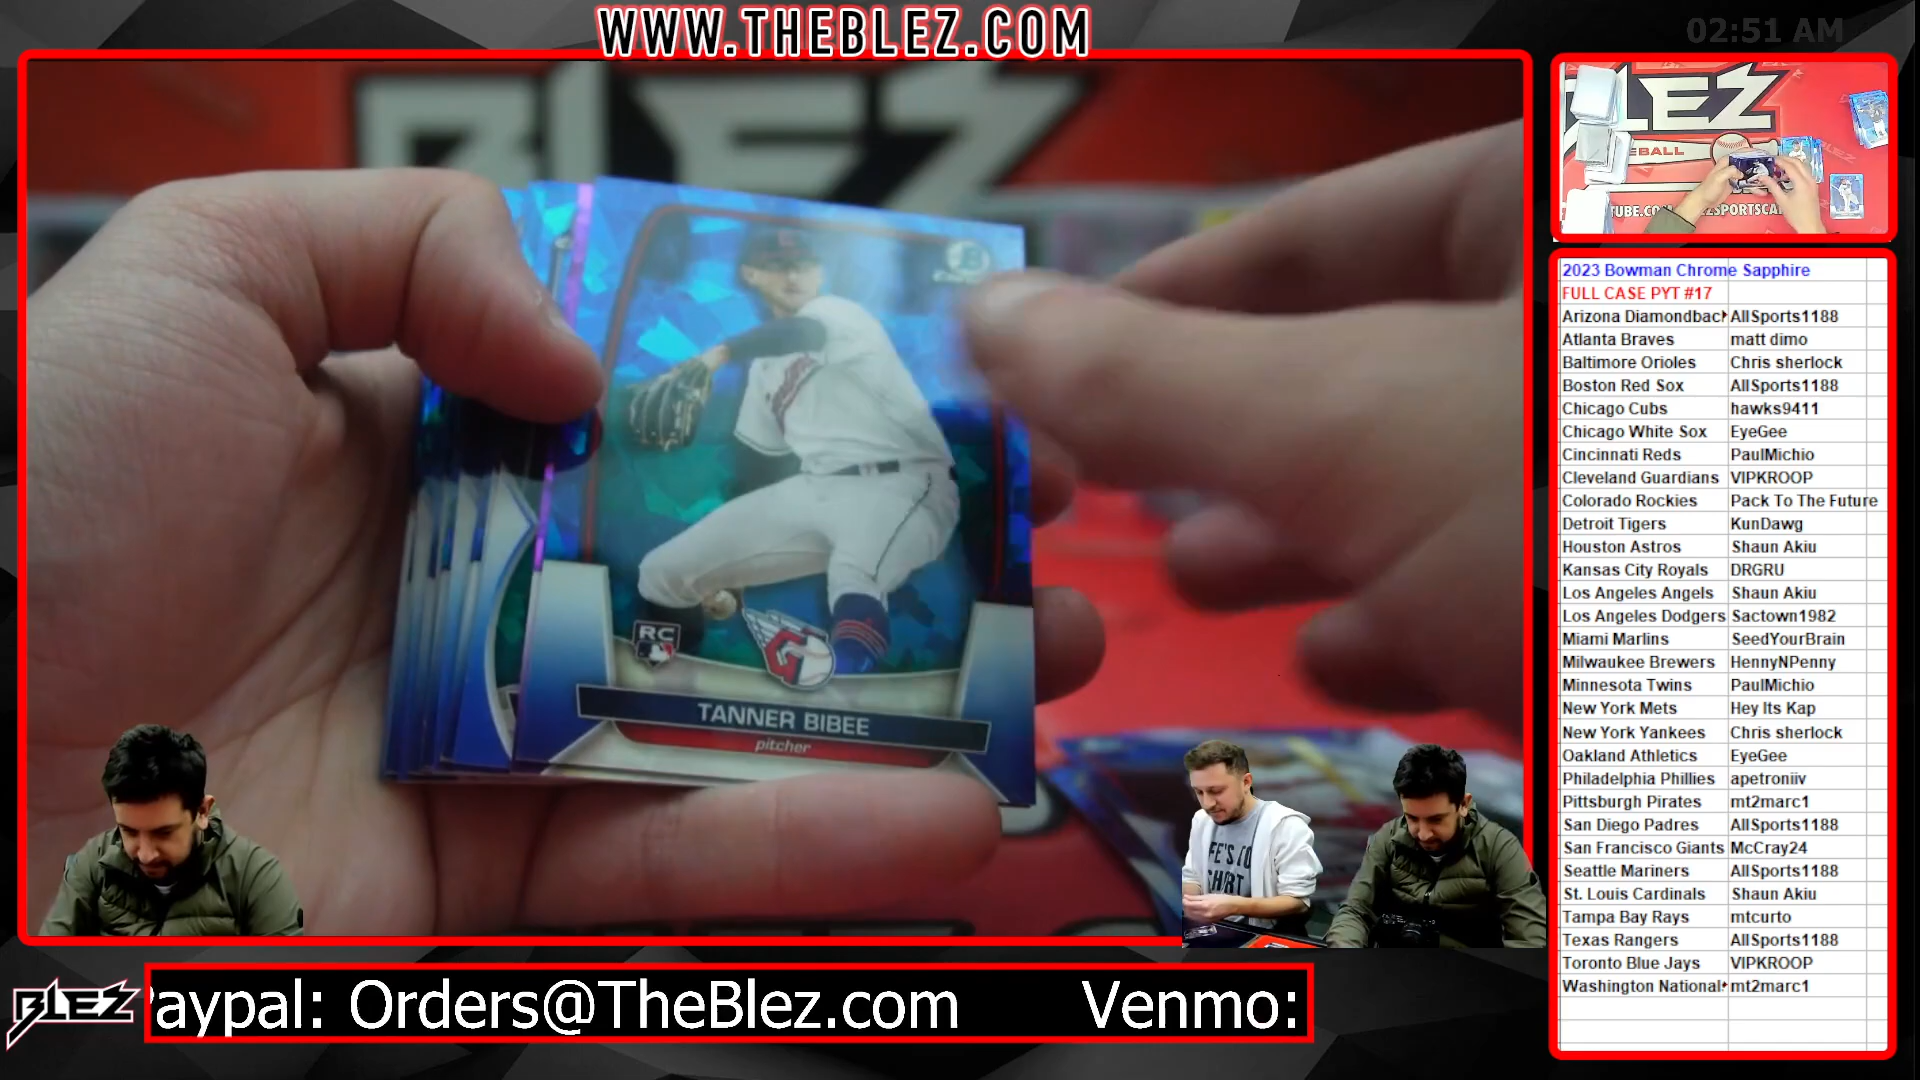 WWW.THEBLEZ.COM
02:51 AM
BLEZ
LEZ
EBALL
TUBE.CO
ZSPORTSCA
RC
TANNER BIBEE
pitcher
2023 Bowman Chrome Sapphire
FULL CASE PYT #17
Arizona Diamondbac AllSports1188
Atlanta Braves matt dimo
Baltimore Orioles Chris sherlock
Boston Red Sox AllSports1188
Chicago Cubs hawks9411
Chicago White Sox EyeGee
Cincinnati Reds PaulMichio
Cleveland Guardians VIPKROOP
Colorado Rockies Pack To The Future
Detroit Tigers KunDawg
Houston Astros Shaun Akiu
Kansas City Royals DRGRU
Los Angeles Angels Shaun Akiu
Los Angeles Dodgers Sactown1982
Miami Marlins SeedYourBrain
Milwaukee Brewers HennyNPenny
Minnesota Twins PaulMichio
New York Mets Hey Its Kap
New York Yankees Chris sherlock
Oakland Athletics EyeGee
Philadelphia Phillies apetroniiv
Pittsburgh Pirates mt2marc1
San Diego Padres AllSports1188
San Francisco Giants McCray24
Seattle Mariners AllSports1188
St. Louis Cardinals Shaun Akiu
Tampa Bay Rays mtcurto
Texas Rangers AllSports1188
Toronto Blue Jays VIPKROOP
Washington National mt2marc1
BLEZ
aypal: Orders@TheBlez.com Venmo: